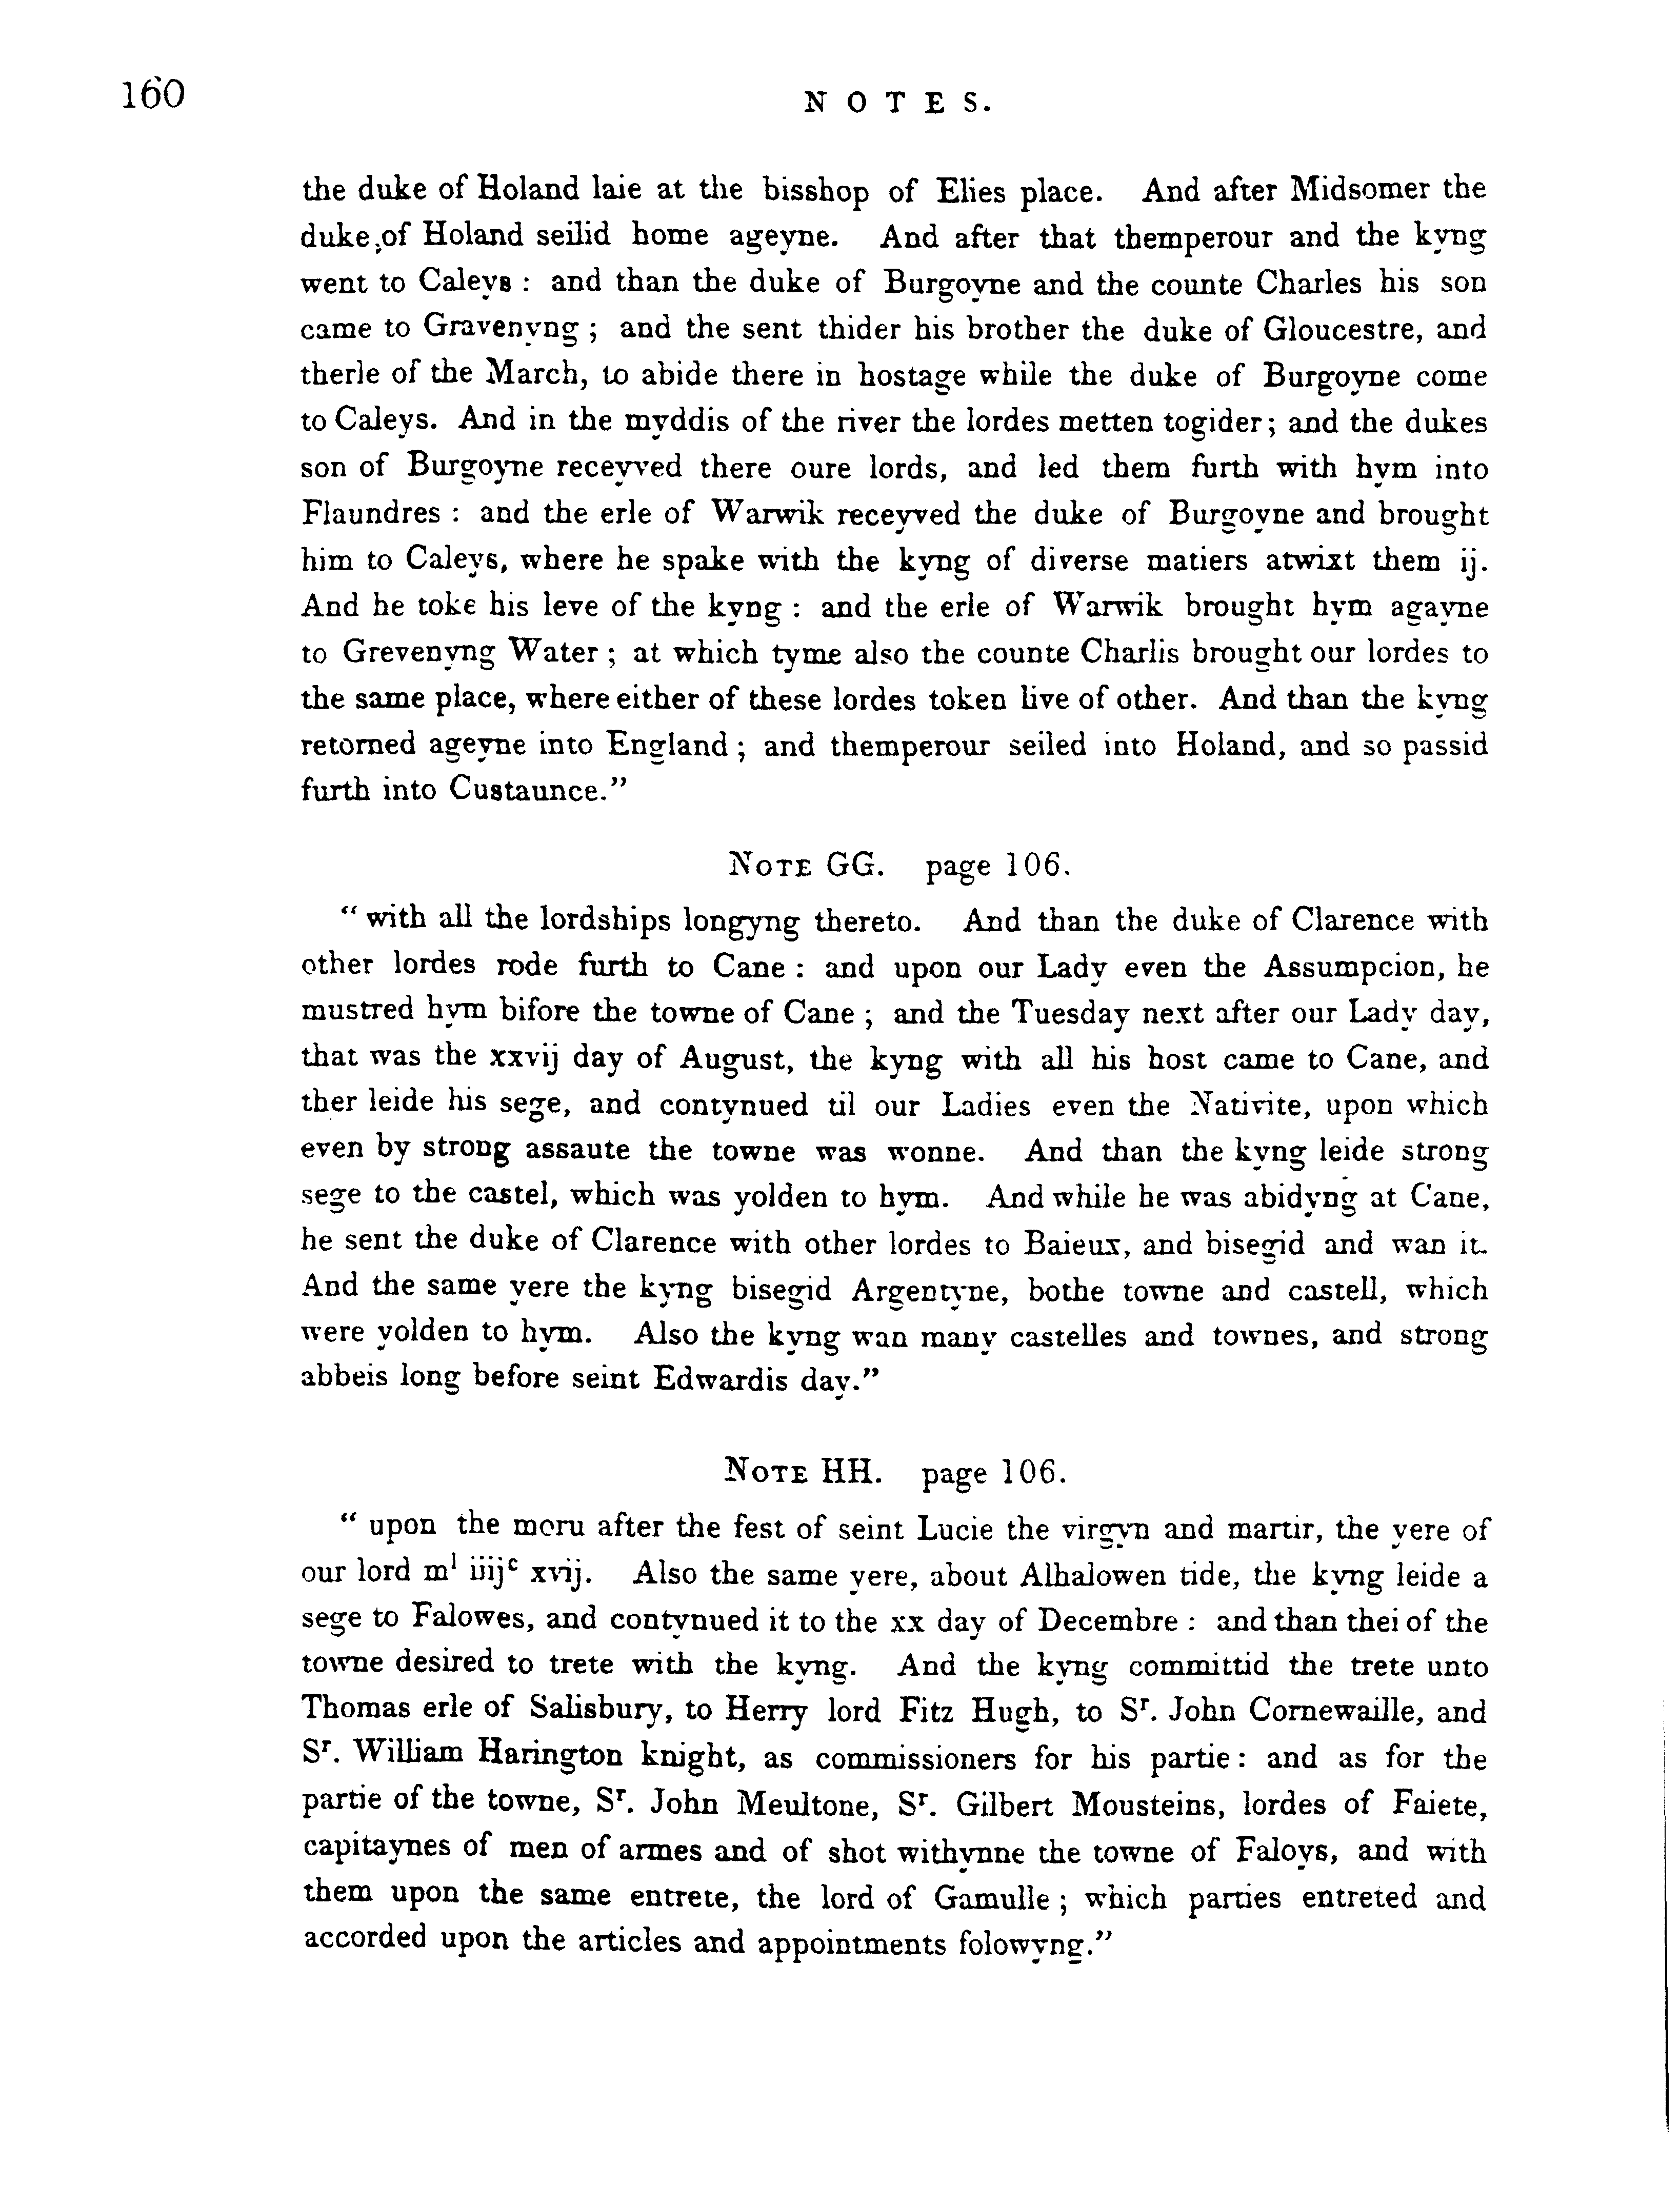 160
NOTES.
the duke of Holand laie at the bisshop of Elies place. And after Midsomer the
duke of Holand seilid home ageyne. And after that themperour and the kyng
went to Caleys : and than the duke of Burgoyne and the counte Charles his son
came to Gravenyng ; and the sent thider his brother the duke of Gloucestre, and
therle of the March, to abide there in hostage while the duke of Burgoyne come
to Caleys. And in the myddis of the river the lordes metten togider ; and the dukes
son of Burgoyne receyved there oure lords, and led them furth with hym into
Flaundres : and the erle of Warwik receyved the duke of Burgoyne and brought
him to Caleys, where he spake with the kyng of diverse matiers atwixt them ij.
And he toke his leve of the kyng : and the erle of Warwik brought hym agayne
to Grevenyng Water ; at which tyme also the counte Charlis brought our lordes to
the same place, where either of these lordes token live of other. And than the kyng
retorned ageyne into England ; and themperour seiled into Holand, and so passid
furth into Custaunce.”
NOTE GG. page 106.
“ with all the lordships longyng thereto. And than the duke of Clarence with
other lordes rode furth to Cane : and upon our Lady even the Assumpcion, he
mustred hym bifore the towne of Cane ; and the Tuesday next after our Lady day,
that was the xxvij day of August, the kyng with all his host came to Cane, and
ther leide his sege, and contynued til our Ladies even the Nativite, upon which
even by strong assaute the towne was wonne. And than the kyng leide strong
sege to the castel, which was yolden to hym. And while he was abidyng at Cane,
he sent the duke of Clarence with other lordes to Baieux, and bisegid and wan it.
And the same yere the kyng bisegid Argentyne, bothe towne and castell, which
were yolden to hym. Also the kyng wan many castelles and townes, and strong
abbeis long before seint Edwardis day.”
NOTE HH. page 106.
“ upon the moru after the fest of seint Lucie the virgyn and martir, the yere of
our lord mˡ iiijᶜ xvij. Also the same yere, about Alhalowen tide, the kyng leide a
sege to Falowes, and contynued it to the xx day of Decembre : and than thei of the
towne desired to trete with the kyng. And the kyng committid the trete unto
Thomas erle of Salisbury, to Herry lord Fitz Hugh, to Sʳ. John Cornewaille, and
Sʳ. William Harington knight, as commissioners for his partie : and as for the
partie of the towne, Sʳ. John Meultone, Sʳ. Gilbert Mousteins, lordes of Faiete,
capitaynes of men of armes and of shot withynne the towne of Faloys, and with
them upon the same entrete, the lord of Gamulle ; which parties entreted and
accorded upon the articles and appointments folowyng.”